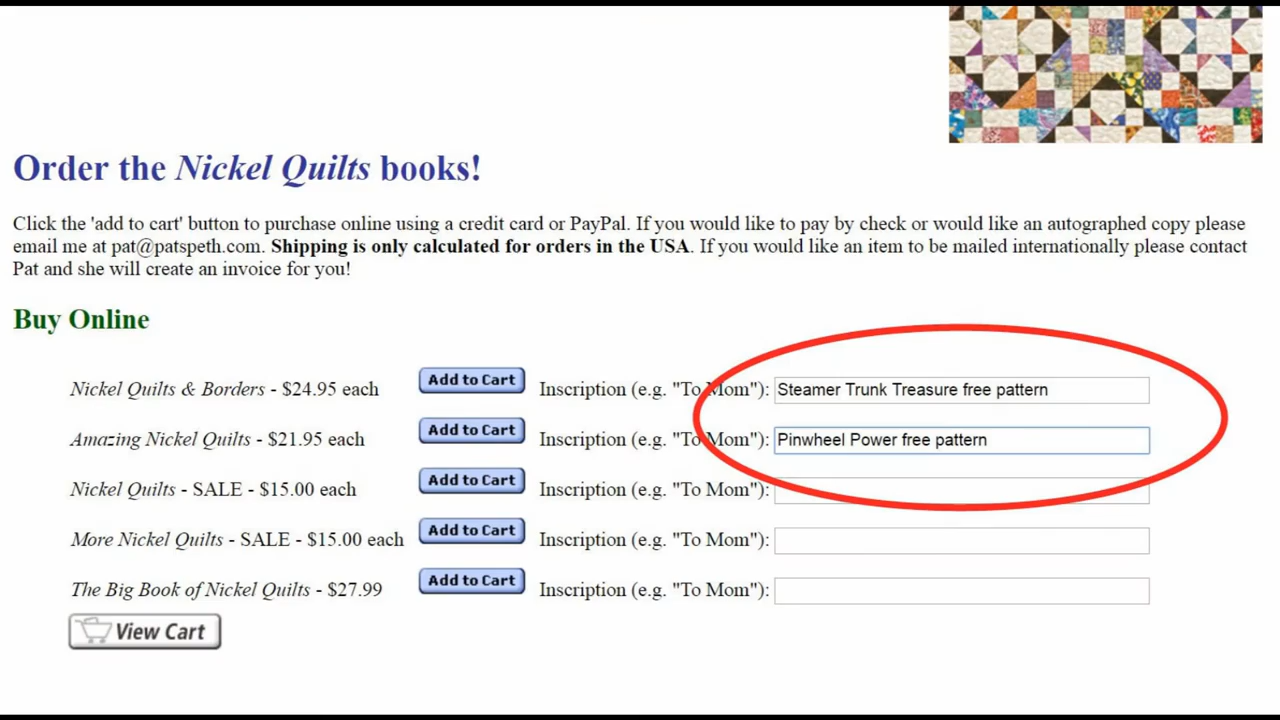 Order the Nickel Quilts books!
Click the 'add to cart' button to purchase online using a credit card or PayPal. If you would like to pay by check or would like an autographed copy please
email me at pat@patspeth.com. Shipping is only calculated for orders in the USA. If you would like an item to be mailed internationally please contact
Pat and she will create an invoice for you!
Buy Online
Nickel Quilts & Borders - $24.95 each Add to Cart Inscription (e.g. "To Mom"): Steamer Trunk Treasure free pattern
Amazing Nickel Quilts - $21.95 each Add to Cart Inscription (e.g. "To Mom"): Pinwheel Power free pattern
Nickel Quilts - SALE - $15.00 each Add to Cart Inscription (e.g. "To Mom"):
More Nickel Quilts - SALE - $15.00 each Add to Cart Inscription (e.g. "To Mom"):
The Big Book of Nickel Quilts - $27.99 Add to Cart Inscription (e.g. "To Mom"):
View Cart